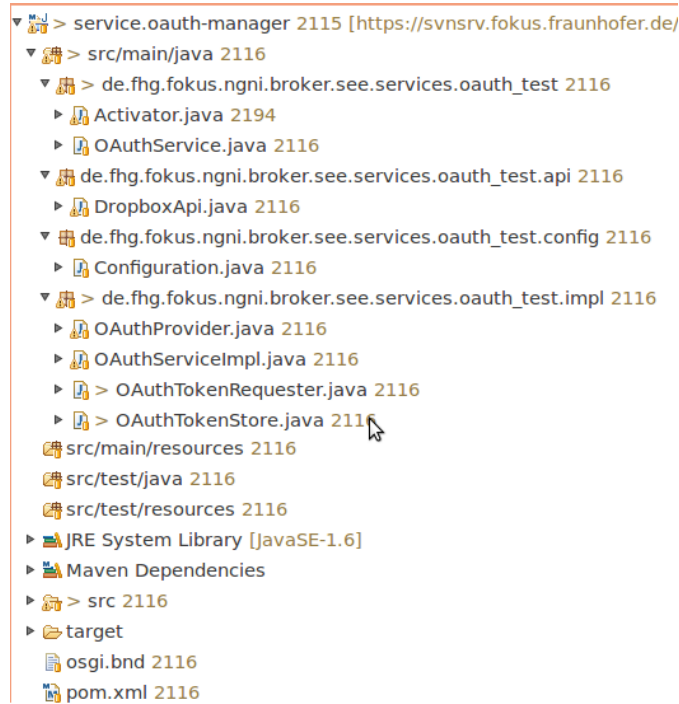 > service.oauth-manager 2115 [https://svnsrv.fokus.fraunhofer.de/
> src/main/java 2116
> de.fhg.fokus.ngni.broker.see.services.oauth_test 2116
Activator.java 2194
OAuthService.java 2116
de.fhg.fokus.ngni.broker.see.services.oauth_test.api 2116
DropboxApi.java 2116
de.fhg.fokus.ngni.broker.see.services.oauth_test.config 2116
Configuration.java 2116
> de.fhg.fokus.ngni.broker.see.services.oauth_test.impl 2116
OAuthProvider.java 2116
OAuthServiceImpl.java 2116
> OAuthTokenRequester.java 2116
> OAuthTokenStore.java 2116
src/main/resources 2116
src/test/java 2116
src/test/resources 2116
JRE System Library [JavaSE-1.6]
Maven Dependencies
> src 2116
target
osgi.bnd 2116
pom.xml 2116